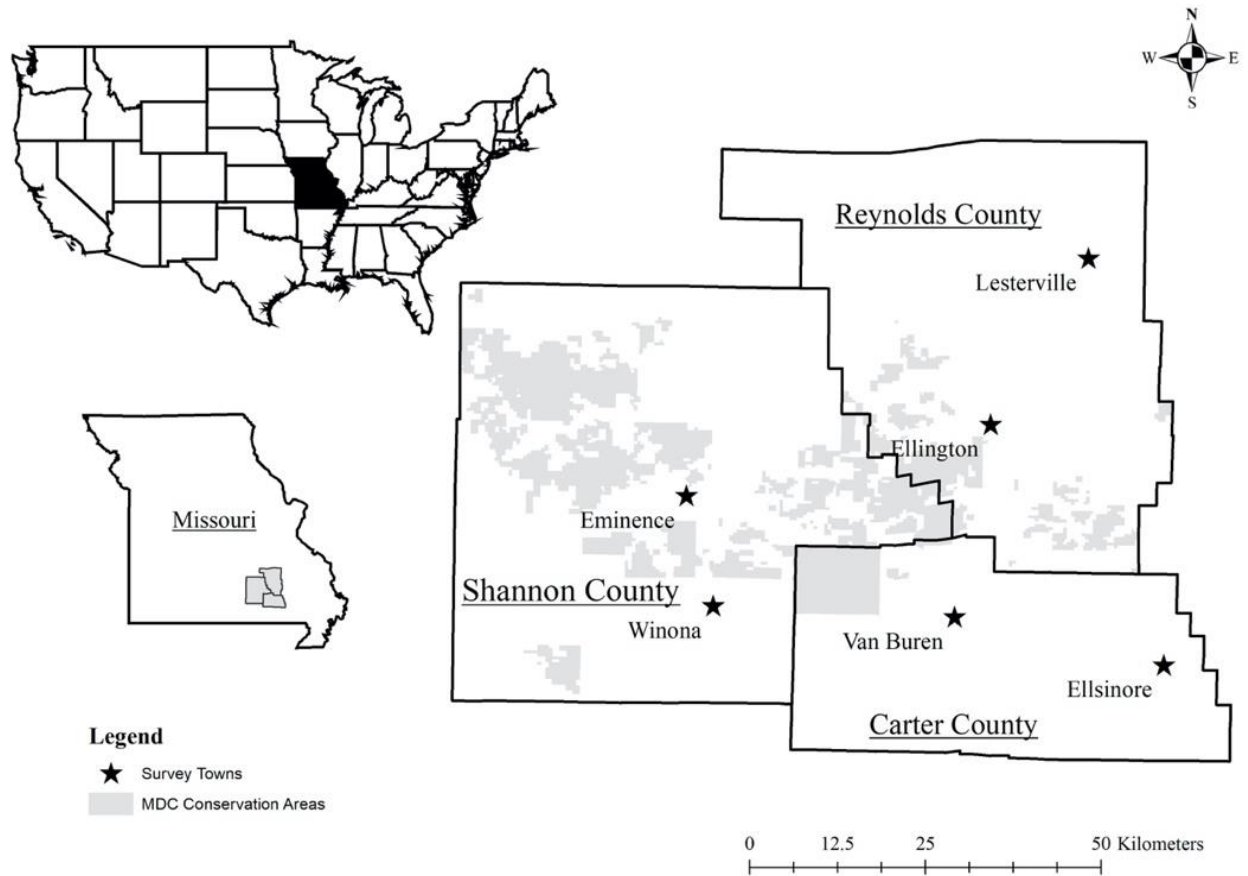 N
W E
S
Reynolds County
Lesterville
Ellington
Eminence
Missouri
Shannon County
Winona
Van Buren
Ellsinore
Carter County
Legend
Survey Towns
MDC Conservation Areas
0 12.5 25 50 Kilometers